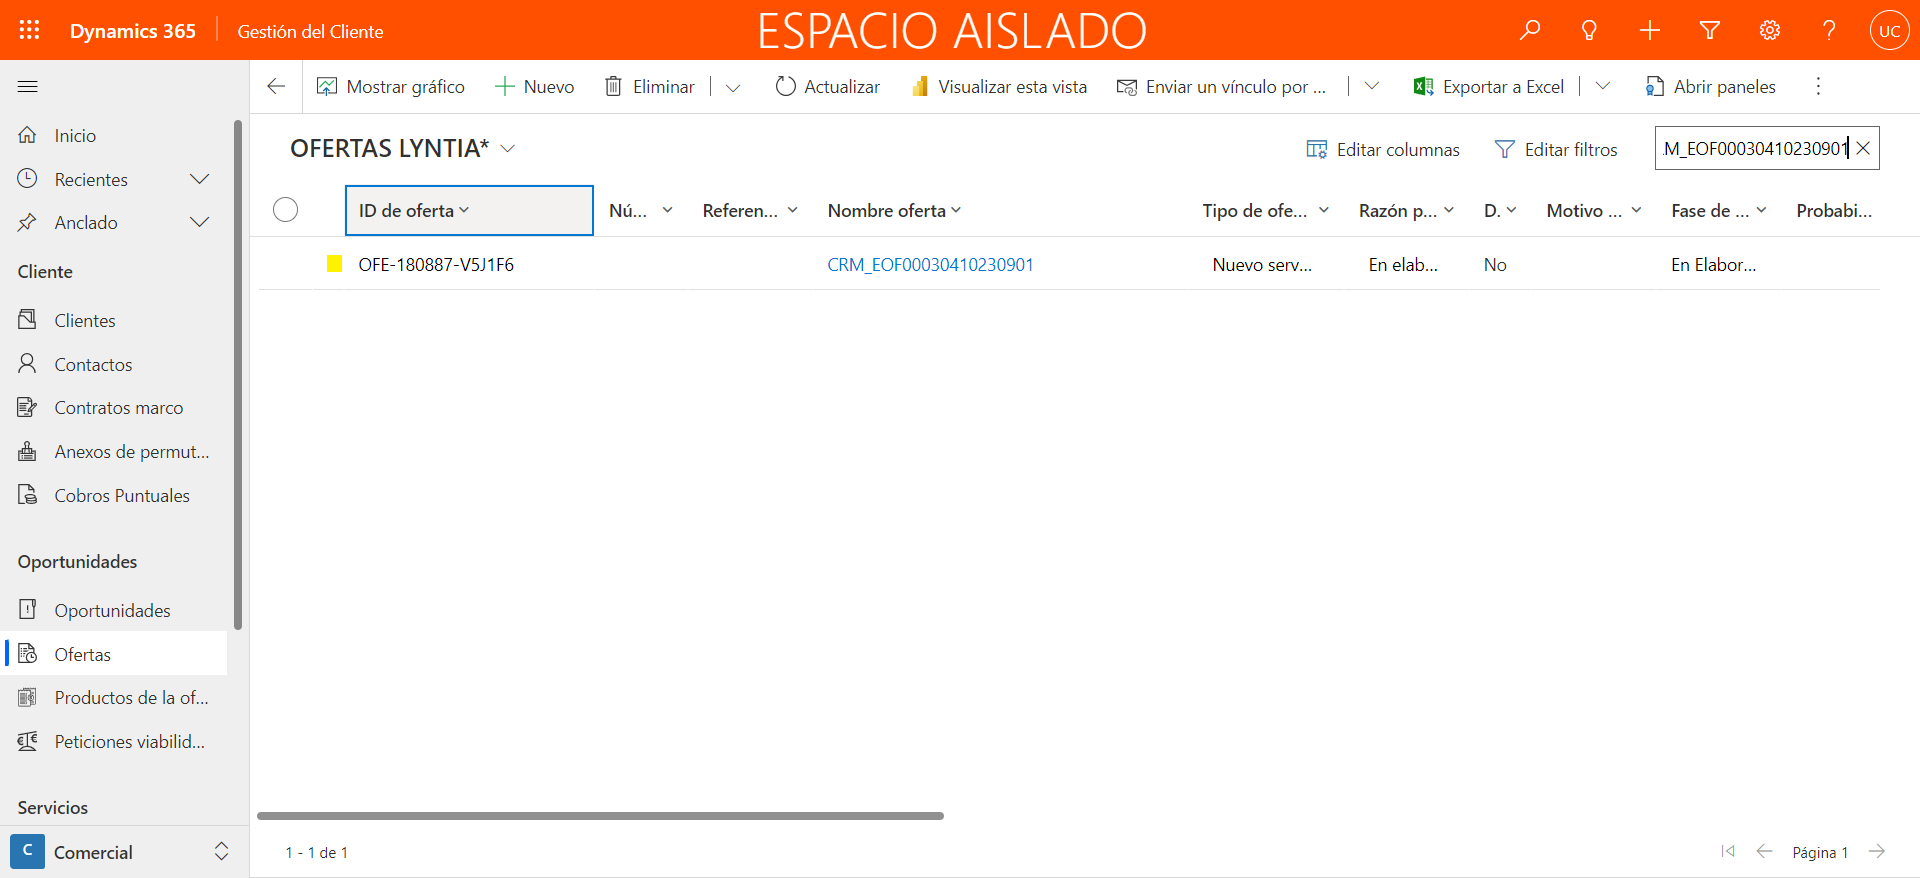 Dynamics 365
Gestión del Cliente
ESPACIO AISLADO
UC
Mostrar gráfico
Nuevo
Eliminar
Actualizar
Visualizar esta vista
Enviar un vínculo por ...
Exportar a Excel
Abrir paneles
Inicio
Recientes
Anclado
Cliente
Clientes
Contactos
Contratos marco
Anexos de permut...
Cobros Puntuales
Oportunidades
Oportunidades
Ofertas
Productos de la of...
Peticiones viabilid...
Servicios
C Comercial
OFERTAS LYNTIA*
Editar columnas
Editar filtros
M_EOF00030410230901
ID de oferta Nú... Referen... Nombre oferta Tipo de ofe... Razón p... D. Motivo ... Fase de ... Probabi...
OFE-180887-V5J1F6 CRM_EOF00030410230901 Nuevo serv... En elab... No En Elabor...
1 - 1 de 1
Página 1